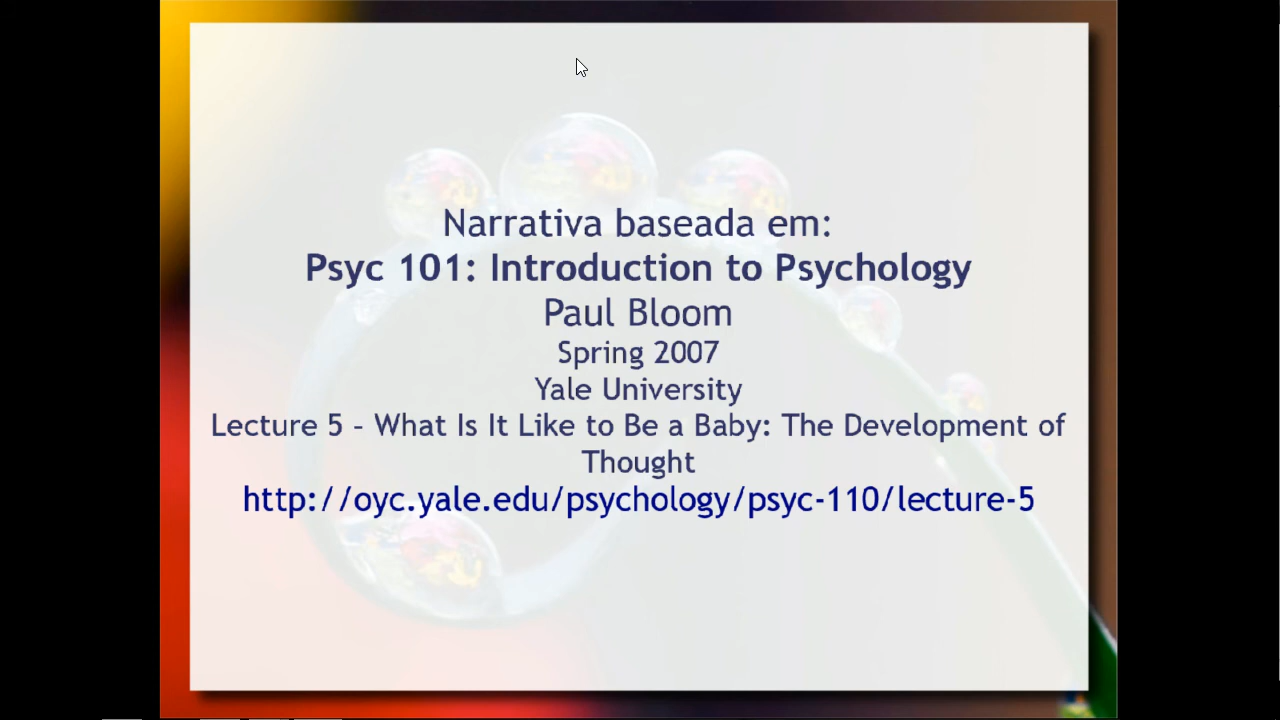 Narrativa baseada em:
Psyc 101: Introduction to Psychology
Paul Bloom
Spring 2007
Yale University
Lecture 5 – What Is It Like to Be a Baby: The Development of
Thought
http://oyc.yale.edu/psychology/psyc-110/lecture-5